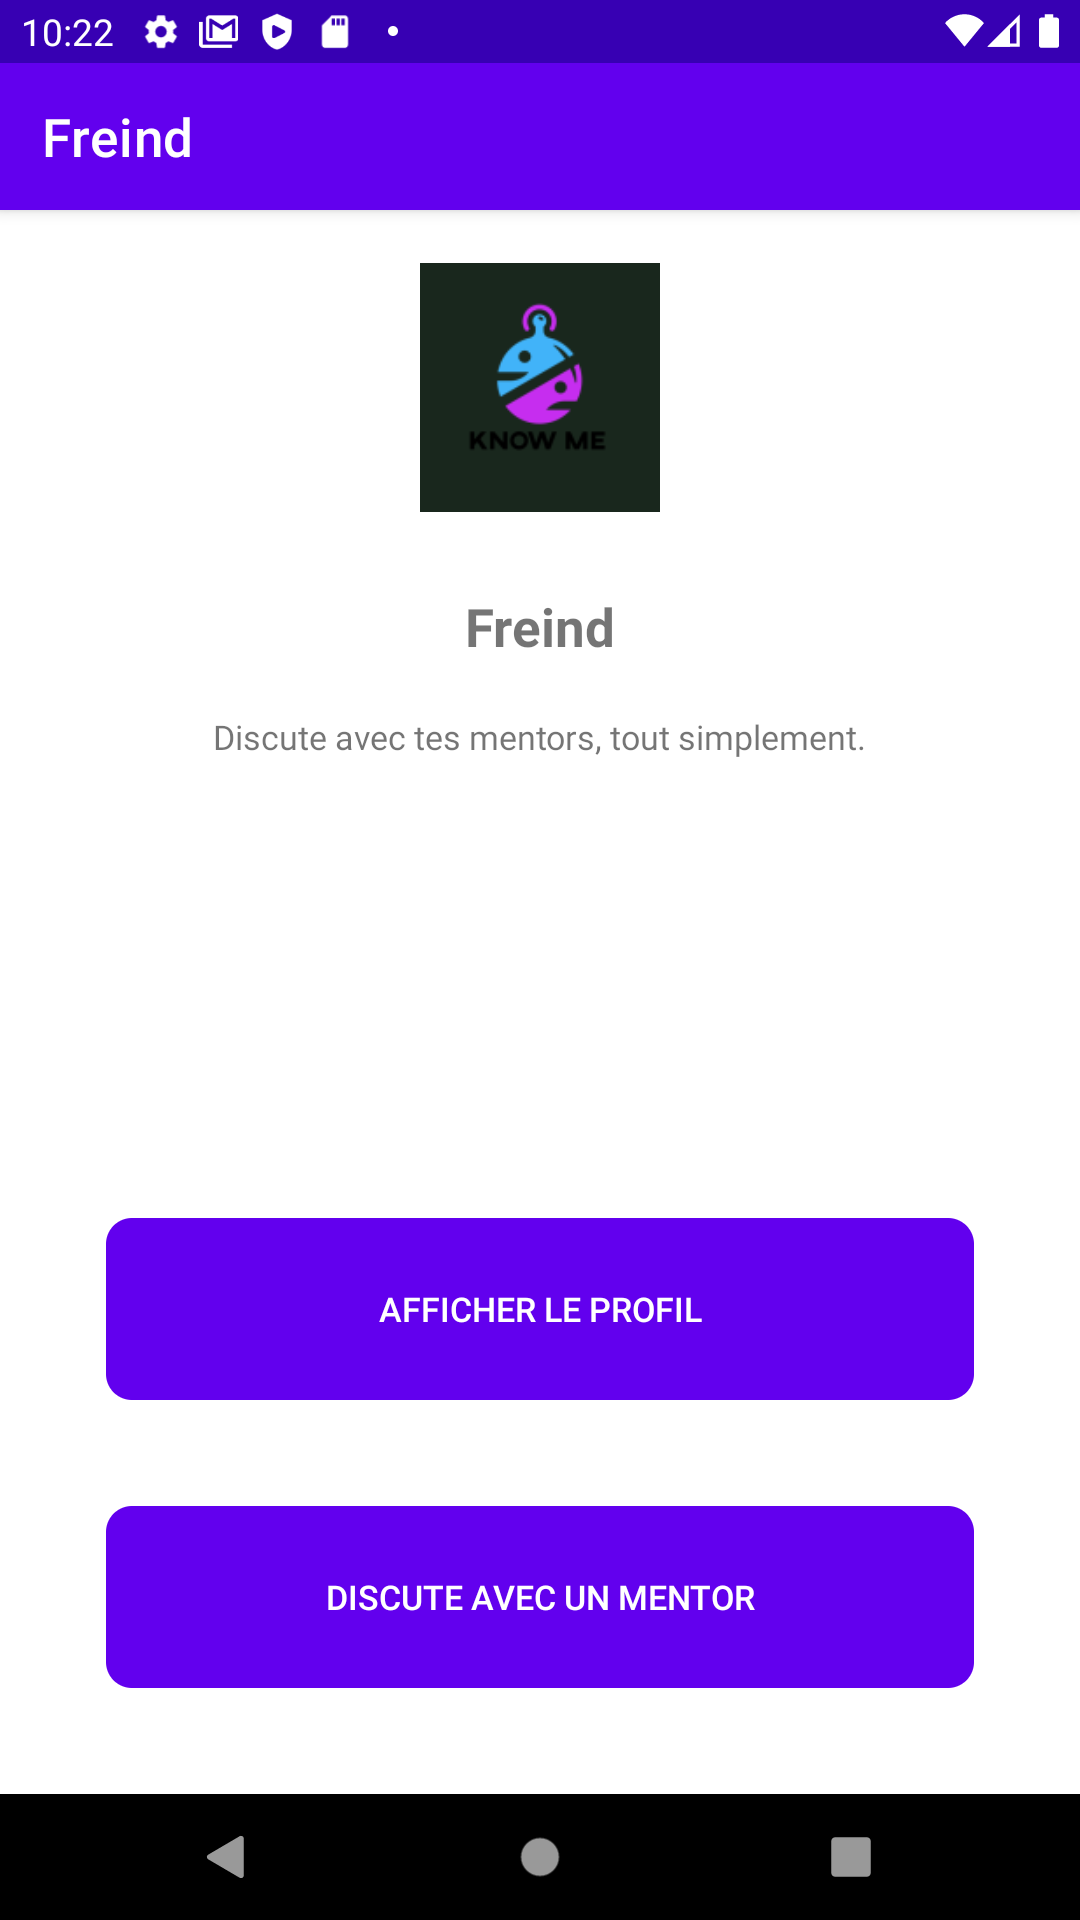 10:22
Freind
KNOW ME
Freind
Discute avec tes mentors, tout simplement.
AFFICHER LE PROFIL
DISCUTE AVEC UN MENTOR